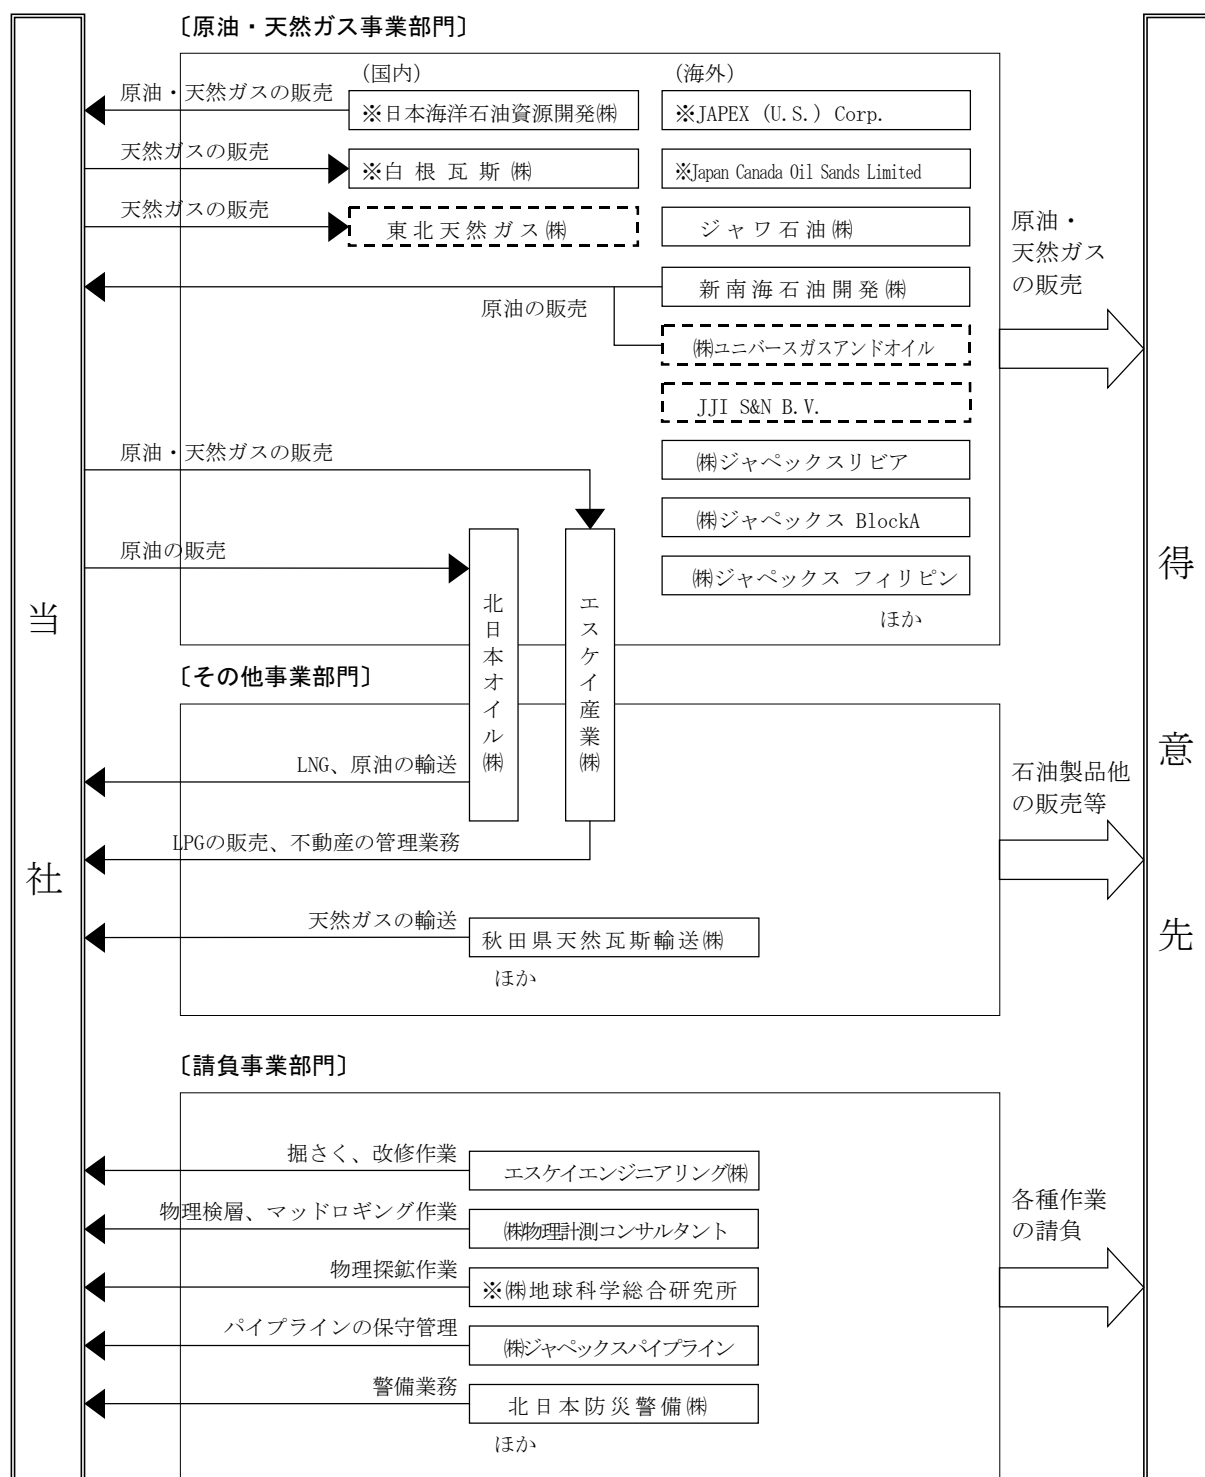 〔原油・天然ガス事業部門〕
(国内)
(海外)
原油・天然ガスの販売
※日本海洋石油資源開発㈱
※JAPEX (U.S.) Corp.
天然ガスの販売
※白根瓦斯㈱
※Japan Canada Oil Sands Limited
天然ガスの販売
東北天然ガス㈱
ジャワ石油㈱
原油・
天然ガス
の販売
新南海石油開発㈱
原油の販売
㈱ユニバースガスアンドオイル
JJI S&N B.V.
原油・天然ガスの販売
㈱ジャペックスリビア
㈱ジャペックス BlockA
原油の販売
㈱ジャペックス フィリピン
ほか
北日本オイル㈱
エスケイ産業㈱
当社
得意先
〔その他事業部門〕
LNG、原油の輸送
石油製品他
の販売等
LPGの販売、不動産の管理業務
天然ガスの輸送
秋田県天然瓦斯輸送㈱
ほか
〔請負事業部門〕
掘さく、改修作業
エスケイエンジニアリング㈱
物理検層、マッドロギング作業
㈱物理計測コンサルタント
各種作業
の請負
物理探鉱作業
※㈱地球科学総合研究所
パイプラインの保守管理
㈱ジャペックスパイプライン
警備業務
北日本防災警備㈱
ほか